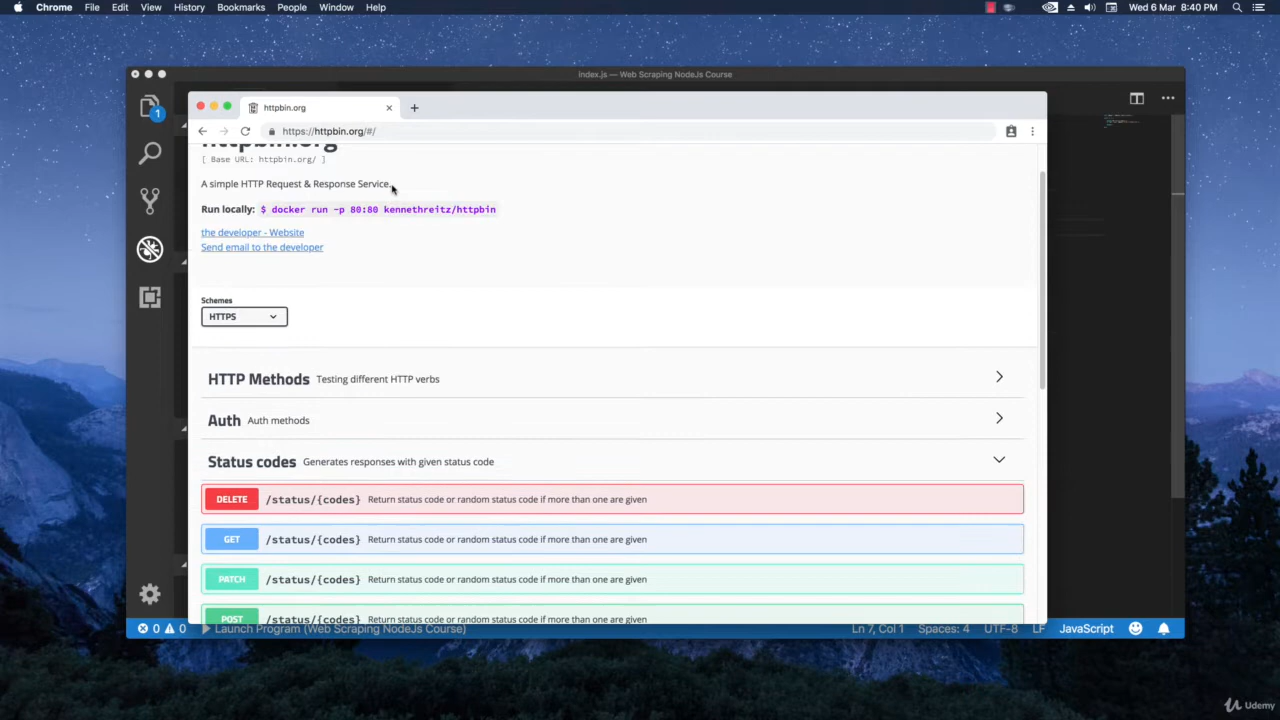 Chrome File Edit View History Bookmarks People Window Help Wed 6 Mar 8:40 PM
index.js — Web Scraping NodeJs Course
httpbin.org
1
https://httpbin.org/#/
httpbin.org
[ Base URL: httpbin.org/ ]
A simple HTTP Request & Response Service.
Run locally: $ docker run -p 80:80 kennethreitz/httpbin
the developer - Website
Send email to the developer
Schemes
HTTPS
HTTP Methods Testing different HTTP verbs
Auth Auth methods
Status codes Generates responses with given status code
DELETE /status/{codes} Return status code or random status code if more than one are given
GET /status/{codes} Return status code or random status code if more than one are given
PATCH /status/{codes} Return status code or random status code if more than one are given
POST /status/{codes} Return status code or random status code if more than one are given
0 0 Launch Program (Web Scraping NodeJs Course) Ln 7, Col 1 Spaces: 4 UTF-8 LF JavaScript
Udemy